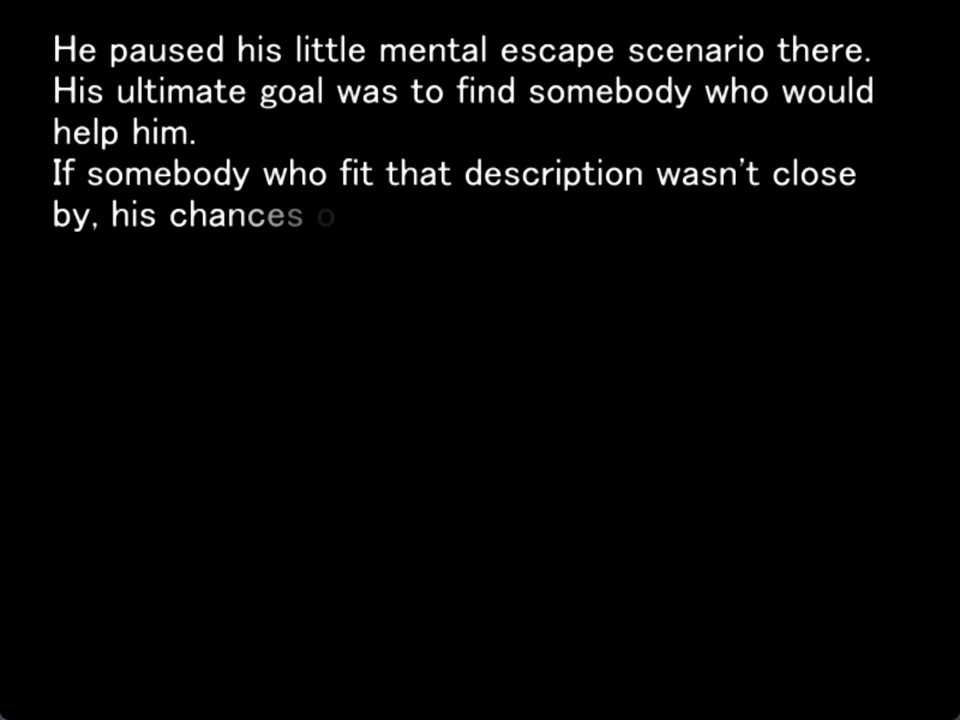 He paused his little mental escape scenario there.
His ultimate goal was to find somebody who would
help him.
If somebody who fit that description wasn't close
by, his chances o